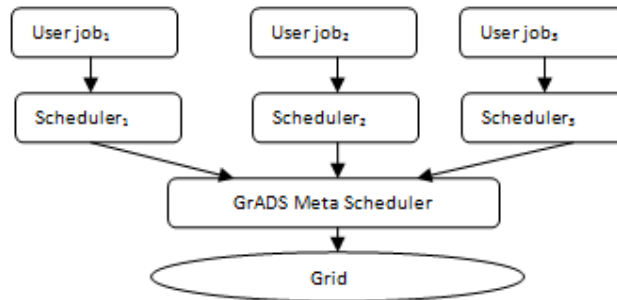 User job₁
User job₂
User job₃
Scheduler₁
Scheduler₂
Scheduler₃
GrADS Meta Scheduler
Grid